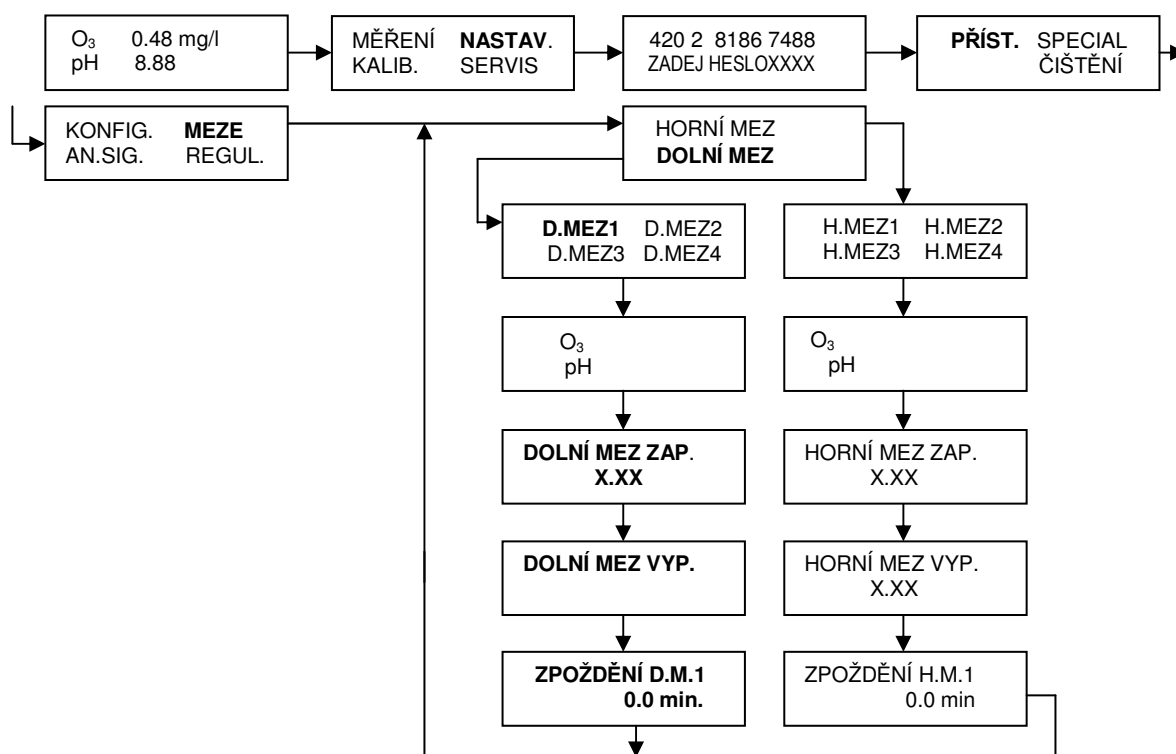 O₃ 0.48 mg/l
pH 8.88
MĚŘENÍ NASTAV.
KALIB. SERVIS
420 2 8186 7488
ZADEJ HESLOXXXX
PŘÍST. SPECIAL
ČIŠTĚNÍ
KONFIG. MEZE
AN.SIG. REGUL.
HORNÍ MEZ
DOLNÍ MEZ
D.MEZ1 D.MEZ2
D.MEZ3 D.MEZ4
H.MEZ1 H.MEZ2
H.MEZ3 H.MEZ4
O₃
pH
O₃
pH
DOLNÍ MEZ ZAP.
X.XX
HORNÍ MEZ ZAP.
X.XX
DOLNÍ MEZ VYP.
HORNÍ MEZ VYP.
X.XX
ZPOŽDĚNÍ D.M.1
0.0 min.
ZPOŽDĚNÍ H.M.1
0.0 min